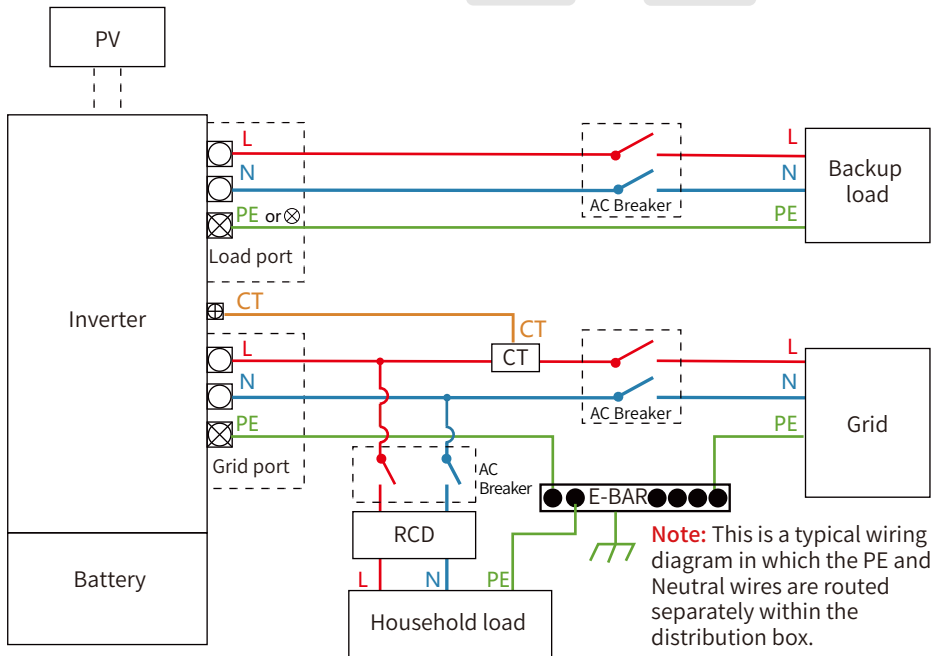 PV
L
L
N
N
AC Breaker
Backup
load
PE or
PE
Load port
CT
Inverter
CT
L
CT
L
N
N
AC Breaker
PE
PE
Grid
Grid port
AC
Breaker
E-BAR
RCD
Note: This is a typical wiring
diagram in which the PE and
Neutral wires are routed
separately within the
distribution box.
Battery
L
N
PE
Household load